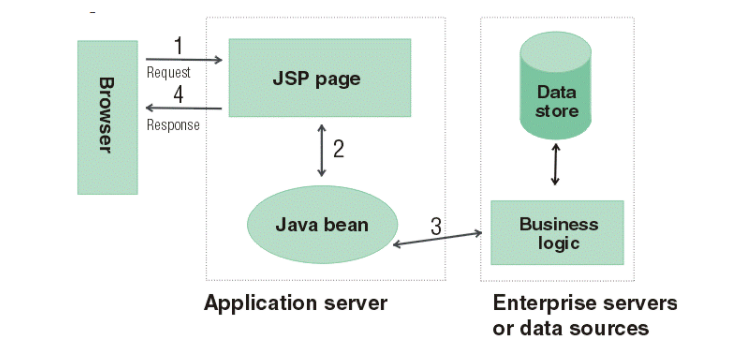 Browser
1
Request
4
Response
JSP page
2
Java bean
3
Application server
Data
store
Business
logic
Enterprise servers
or data sources